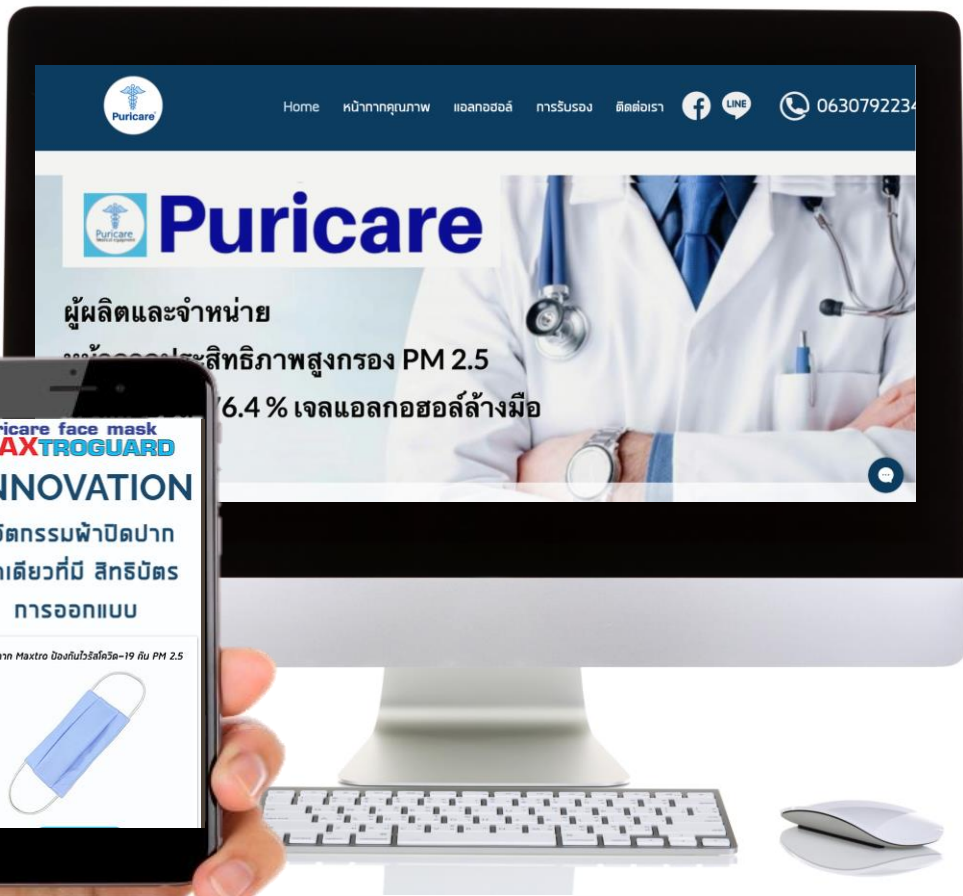 Puricare
Home หน้ากากคุณภาพ แอลกอฮอล์ การรับรอง ติดต่อเรา LINE 0630792234
Puricare
Puricare
ผู้ผลิตและจำหน่าย
ประสิทธิภาพสูงกรอง PM 2.5
76.4 % เจลแอลกอฮอล์ล้างมือ
ricare face mask
AXTROGUARD
NNOVATION
ัตกรรมผ้าปิดปาก
เดียวที่มี สิทธิบัตร
การออกแบบ
Maxtro ป้องกันไวรัสโควิด-19 กัน PM 2.5